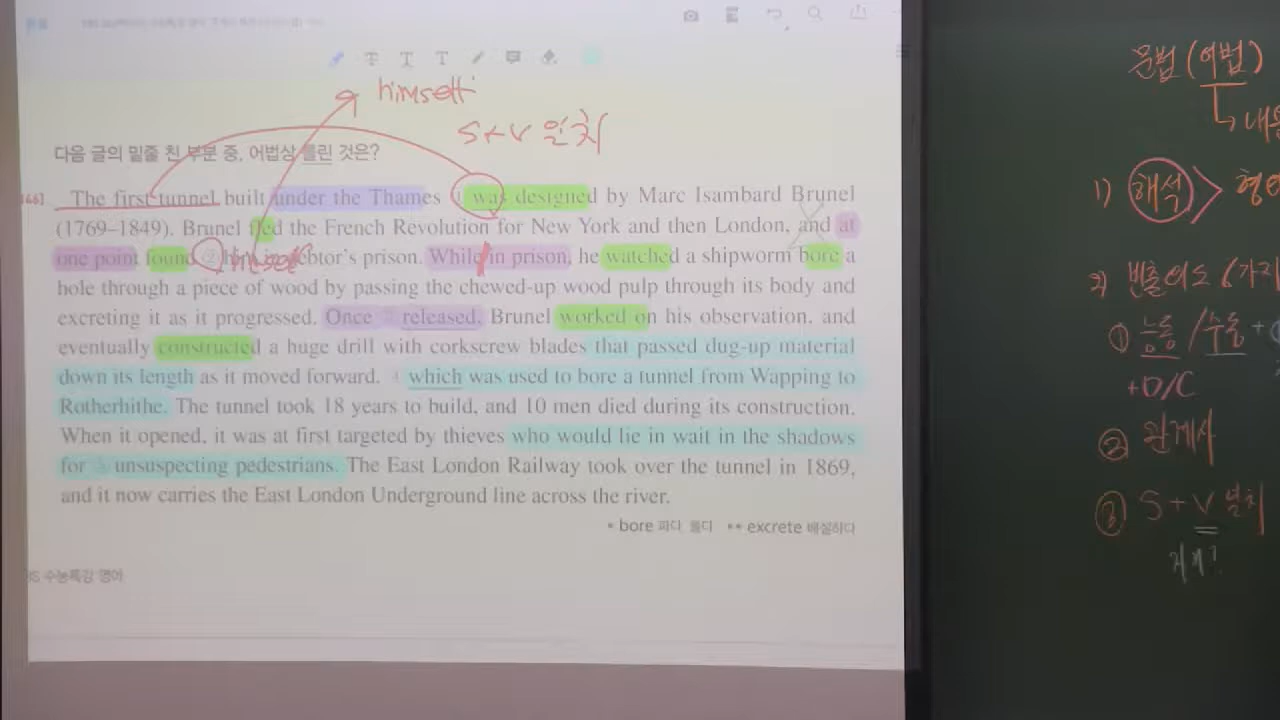 himself
S+V 일치
다음 글의 밑줄 친 부분 중, 어법상 틀린 것은?
The first tunnel built under the Thames ① was designed by Marc Isambard Brunel
(1769–1849). Brunel fled the French Revolution for New York and then London, and at
one point found ② in debtor's prison. While in prison, he watched a shipworm bore a
hole through a piece of wood by passing the chewed-up wood pulp through its body and
excreting it as it progressed. Once released, Brunel worked on his observation, and
eventually constructed a huge drill with corkscrew blades that passed dug-up material
down its length as it moved forward. which was used to bore a tunnel from Wapping to
Rotherhithe. The tunnel took 18 years to build, and 10 men died during its construction.
When it opened, it was at first targeted by thieves who would lie in wait in the shadows
for unsuspecting pedestrians. The East London Railway took over the tunnel in 1869,
and it now carries the East London Underground line across the river.
* bore 파다 뚫다 ** excrete 배설하다
수능특강 영어
문법 (어법)
1) 해석 >
2) 빈출의도 (가지
① 능동/수동 +
+D/C
② 관계사
③ S+V 일치